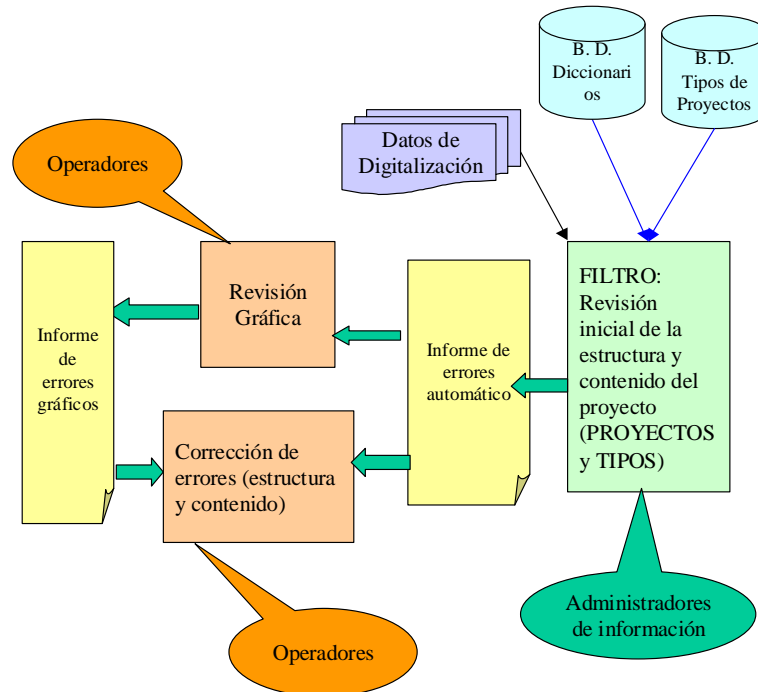 B. D.
Diccionari
os
B. D.
Tipos de
Proyectos
Datos de
Digitalización
Operadores
FILTRO:
Revisión
inicial de la
estructura y
contenido del
proyecto
(PROYECTOS
y TIPOS)
Revisión
Gráfica
Informe de
errores
automático
Informe
de
errores
gráficos
Corrección de
errores (estructura
y contenido)
Administradores
de información
Operadores